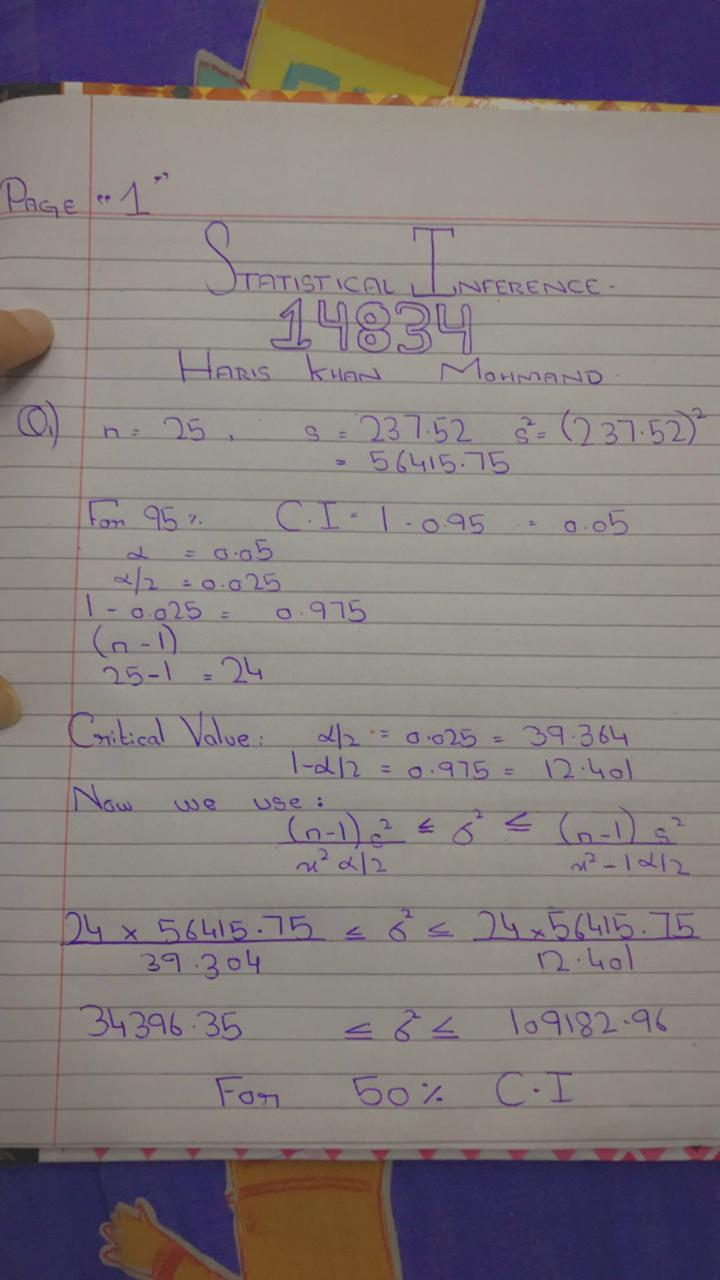 PAGE "1"
STATISTICAL INFERENCE.
14834
HARIS KHAN MOHMAND.
Q1) n = 25, s = 237.52 s² = (237.52)²
= 56415.75
For 95% C.I = 1 - 0.95 = 0.05
α = 0.05
α/2 = 0.025
1 - 0.025 = 0.975
(n-1)
25-1 = 24
Critical Value: α/2 = 0.025 = 39.364
1-α/2 = 0.975 = 12.401
Now we use:
(n-1) s² ≤ σ² ≤ (n-1) s²
x² α/2 x² - 1 α/2
24 × 56415.75 ≤ σ² ≤ 24 × 56415.75
39.304 12.401
34396.35 ≤ σ² ≤ 109182.96
For 50% C.I